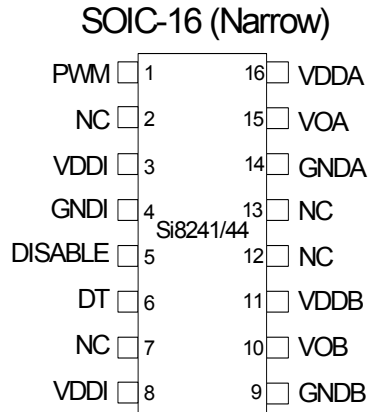 SOIC-16 (Narrow)
PWM 1 16 VDDA
NC 2 15 VOA
VDDI 3 14 GNDA
GNDI 4 13 NC
Si8241/44
DISABLE 5 12 NC
DT 6 11 VDDB
NC 7 10 VOB
VDDI 8 9 GNDB